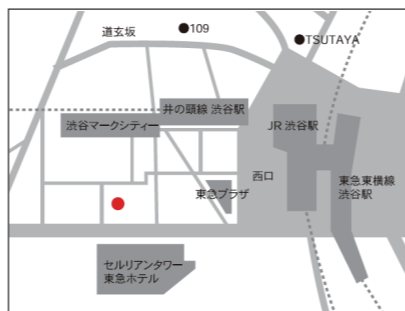 道玄坂
●109
●TSUTAYA
井の頭線 渋谷駅
渋谷マークシティー
JR 渋谷駅
東急プラザ
西口
東急東横線
渋谷駅
セルリアンタワー
東急ホテル